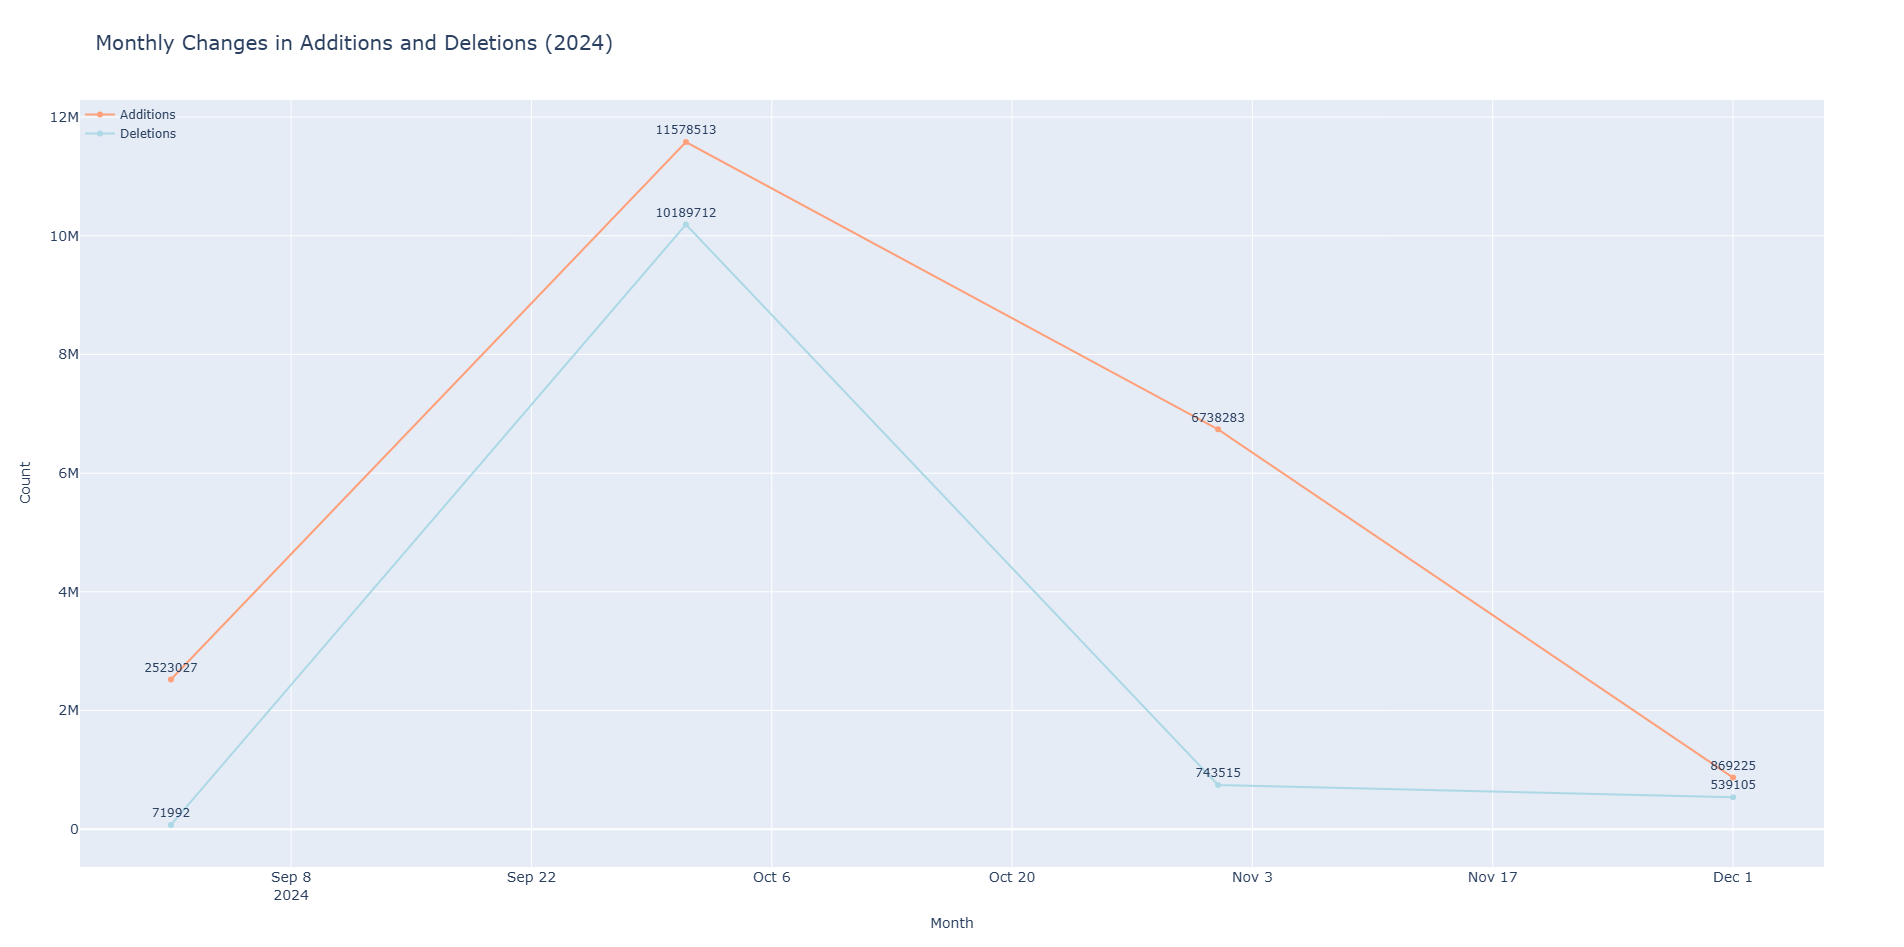 Monthly Changes in Additions and Deletions (2024)
Additions
Deletions
12M
10M
8M
6M
4M
2M
0
Count
11578513
10189712
6738283
2523027
743515
869225
539105
71992
Sep 8
2024
Sep 22
Oct 6
Oct 20
Nov 3
Nov 17
Dec 1
Month